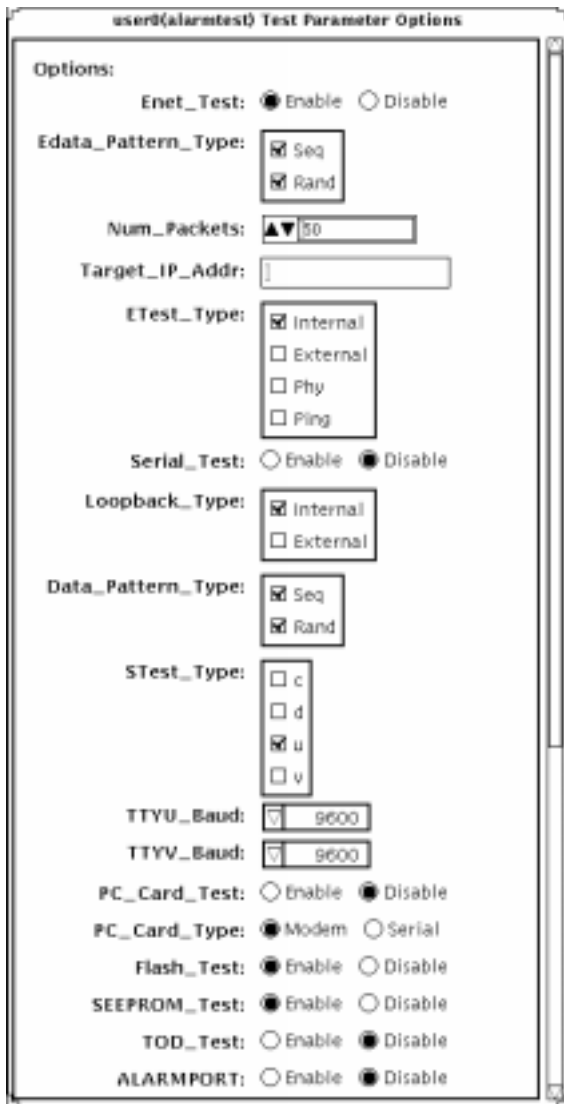 user0(alarmtest) Test Parameter Options
Options:
Enet_Test: Enable Disable
Edata_Pattern_Type: Seq
Rand
Num_Packets: 50
Target_IP_Addr:
ETest_Type: Internal
External
Phy
Ping
Serial_Test: Enable Disable
Loopback_Type: Internal
External
Data_Pattern_Type: Seq
Rand
STest_Type: c
d
u
v
TTYU_Baud: 9600
TTYV_Baud: 9600
PC_Card_Test: Enable Disable
PC_Card_Type: Modem Serial
Flash_Test: Enable Disable
SEEPROM_Test: Enable Disable
TOD_Test: Enable Disable
ALARMPORT: Enable Disable